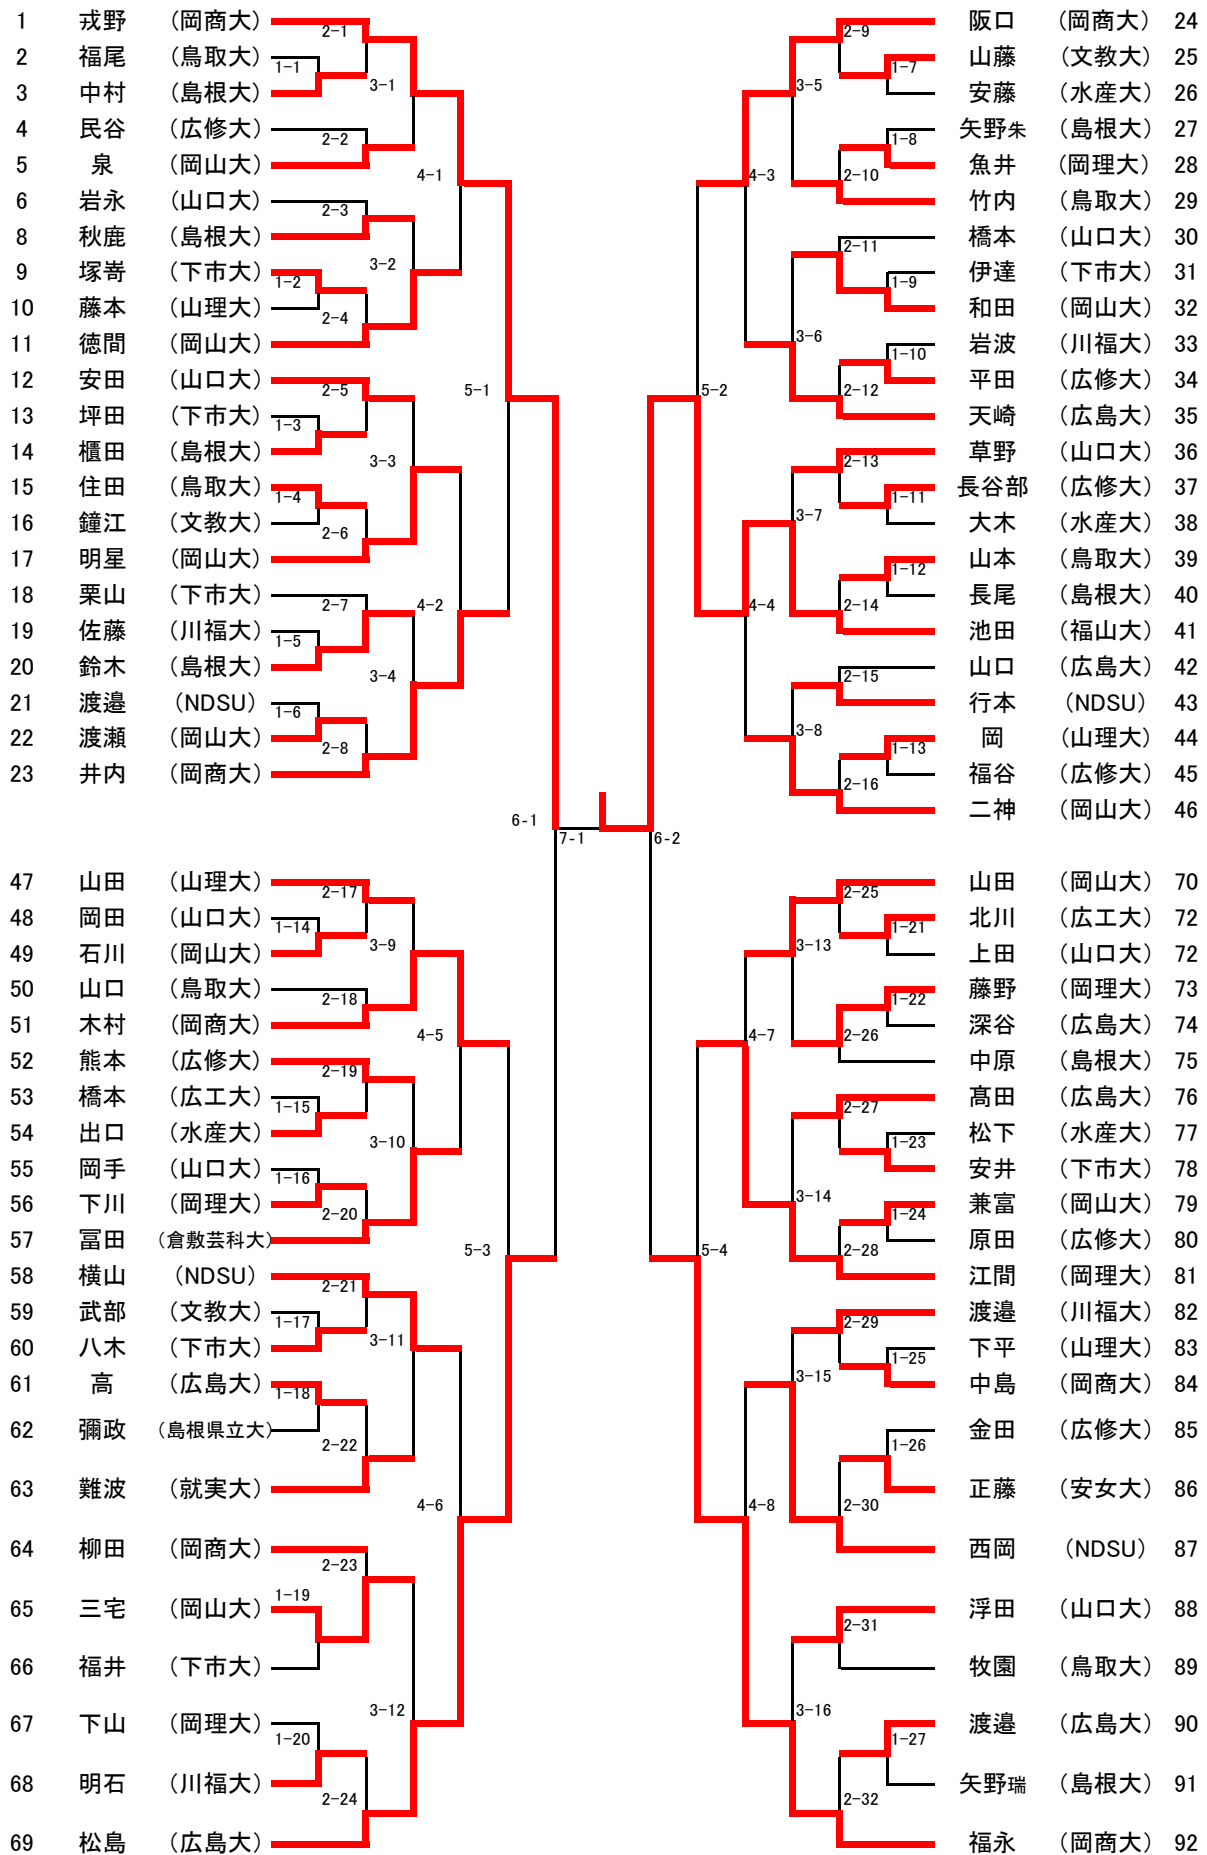 1 戎野 (岡商大) 2-1
2 福尾 (鳥取大) 1-1
3 中村 (島根大) 3-1
4 民谷 (広修大) 2-2
5 泉 (岡山大) 4-1
6 岩永 (山口大) 2-3
8 秋鹿 (島根大) 3-2
9 塚嵜 (下市大) 1-2
10 藤本 (山理大) 2-4
11 徳間 (岡山大)
12 安田 (山口大) 2-5 5-1
13 坪田 (下市大) 1-3
14 櫃田 (島根大) 3-3
15 住田 (鳥取大) 1-4
16 鐘江 (文教大) 2-6
17 明星 (岡山大)
18 栗山 (下市大) 2-7 4-2
19 佐藤 (川福大) 1-5
20 鈴木 (島根大) 3-4
21 渡邉 (NDSU) 1-6
22 渡瀬 (岡山大) 2-8
23 井内 (岡商大)
2-9 阪口 (岡商大) 24
1-7 山藤 (文教大) 25
3-5 安藤 (水産大) 26
1-8 矢野朱 (島根大) 27
4-3 2-10 魚井 (岡理大) 28
竹内 (鳥取大) 29
2-11 橋本 (山口大) 30
1-9 伊達 (下市大) 31
和田 (岡山大) 32
3-6 1-10 岩波 (川福大) 33
5-2 2-12 平田 (広修大) 34
天崎 (広島大) 35
2-13 草野 (山口大) 36
1-11 長谷部 (広修大) 37
3-7 大木 (水産大) 38
1-12 山本 (鳥取大) 39
4-4 2-14 長尾 (島根大) 40
池田 (福山大) 41
2-15 山口 (広島大) 42
行本 (NDSU) 43
3-8 1-13 岡 (山理大) 44
2-16 福谷 (広修大) 45
二神 (岡山大) 46
6-1 7-1 6-2
47 山田 (山理大) 2-17
48 岡田 (山口大) 1-14
49 石川 (岡山大) 3-9
50 山口 (鳥取大) 2-18
51 木村 (岡商大) 4-5
52 熊本 (広修大) 2-19
53 橋本 (広工大) 1-15
54 出口 (水産大) 3-10
55 岡手 (山口大) 1-16
56 下川 (岡理大) 2-20
57 冨田 (倉敷芸科大) 5-3
58 横山 (NDSU) 2-21
59 武部 (文教大) 1-17
60 八木 (下市大) 3-11
61 高 (広島大) 1-18
62 彌政 (島根県立大) 2-22
63 難波 (就実大) 4-6
64 柳田 (岡商大) 2-23
65 三宅 (岡山大) 1-19
66 福井 (下市大)
67 下山 (岡理大) 1-20 3-12
68 明石 (川福大) 2-24
69 松島 (広島大)
2-25 山田 (岡山大) 70
1-21 北川 (広工大) 72
3-13 上田 (山口大) 72
1-22 藤野 (岡理大) 73
4-7 2-26 深谷 (広島大) 74
中原 (島根大) 75
2-27 髙田 (広島大) 76
1-23 松下 (水産大) 77
安井 (下市大) 78
3-14 1-24 兼富 (岡山大) 79
5-4 2-28 原田 (広修大) 80
江間 (岡理大) 81
2-29 渡邉 (川福大) 82
1-25 下平 (山理大) 83
3-15 中島 (岡商大) 84
1-26 金田 (広修大) 85
4-8 2-30 正藤 (安女大) 86
西岡 (NDSU) 87
2-31 浮田 (山口大) 88
牧園 (鳥取大) 89
3-16 1-27 渡邉 (広島大) 90
2-32 矢野瑞 (島根大) 91
福永 (岡商大) 92